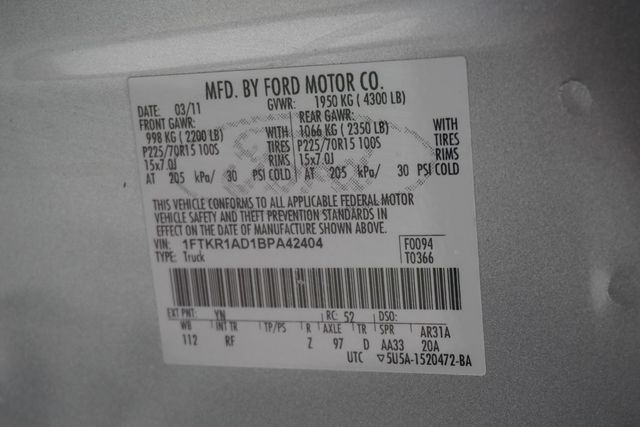 MFD. BY FORD MOTOR CO.
DATE: 03/11 GVWR: 1950 KG ( 4300 LB)
FRONT GAWR: REAR GAWR:
998 KG ( 2200 LB) WITH 1066 KG ( 2350 LB) WITH
P225/70R15 100S TIRES P225/70R15 100S TIRES
15x7.0J RIMS 15x7.0J RIMS
AT 205 kPa/ 30 PSI COLD AT 205 kPa/ 30 PSI COLD
THIS VEHICLE CONFORMS TO ALL APPLICABLE FEDERAL MOTOR
VEHICLE SAFETY AND THEFT PREVENTION STANDARDS IN
EFFECT ON THE DATE OF MANUFACTURE SHOWN ABOVE.
VIN: 1FTKR1AD1BPA42404 F0094
TYPE: Truck T0366
EXT PNT: YN RC: 52 DSO:
WB INT TR TP/PS R AXLE TR SPR AR31A
112 RF Z 97 D AA33 20A
UTC ▽5U5A-1520472-BA